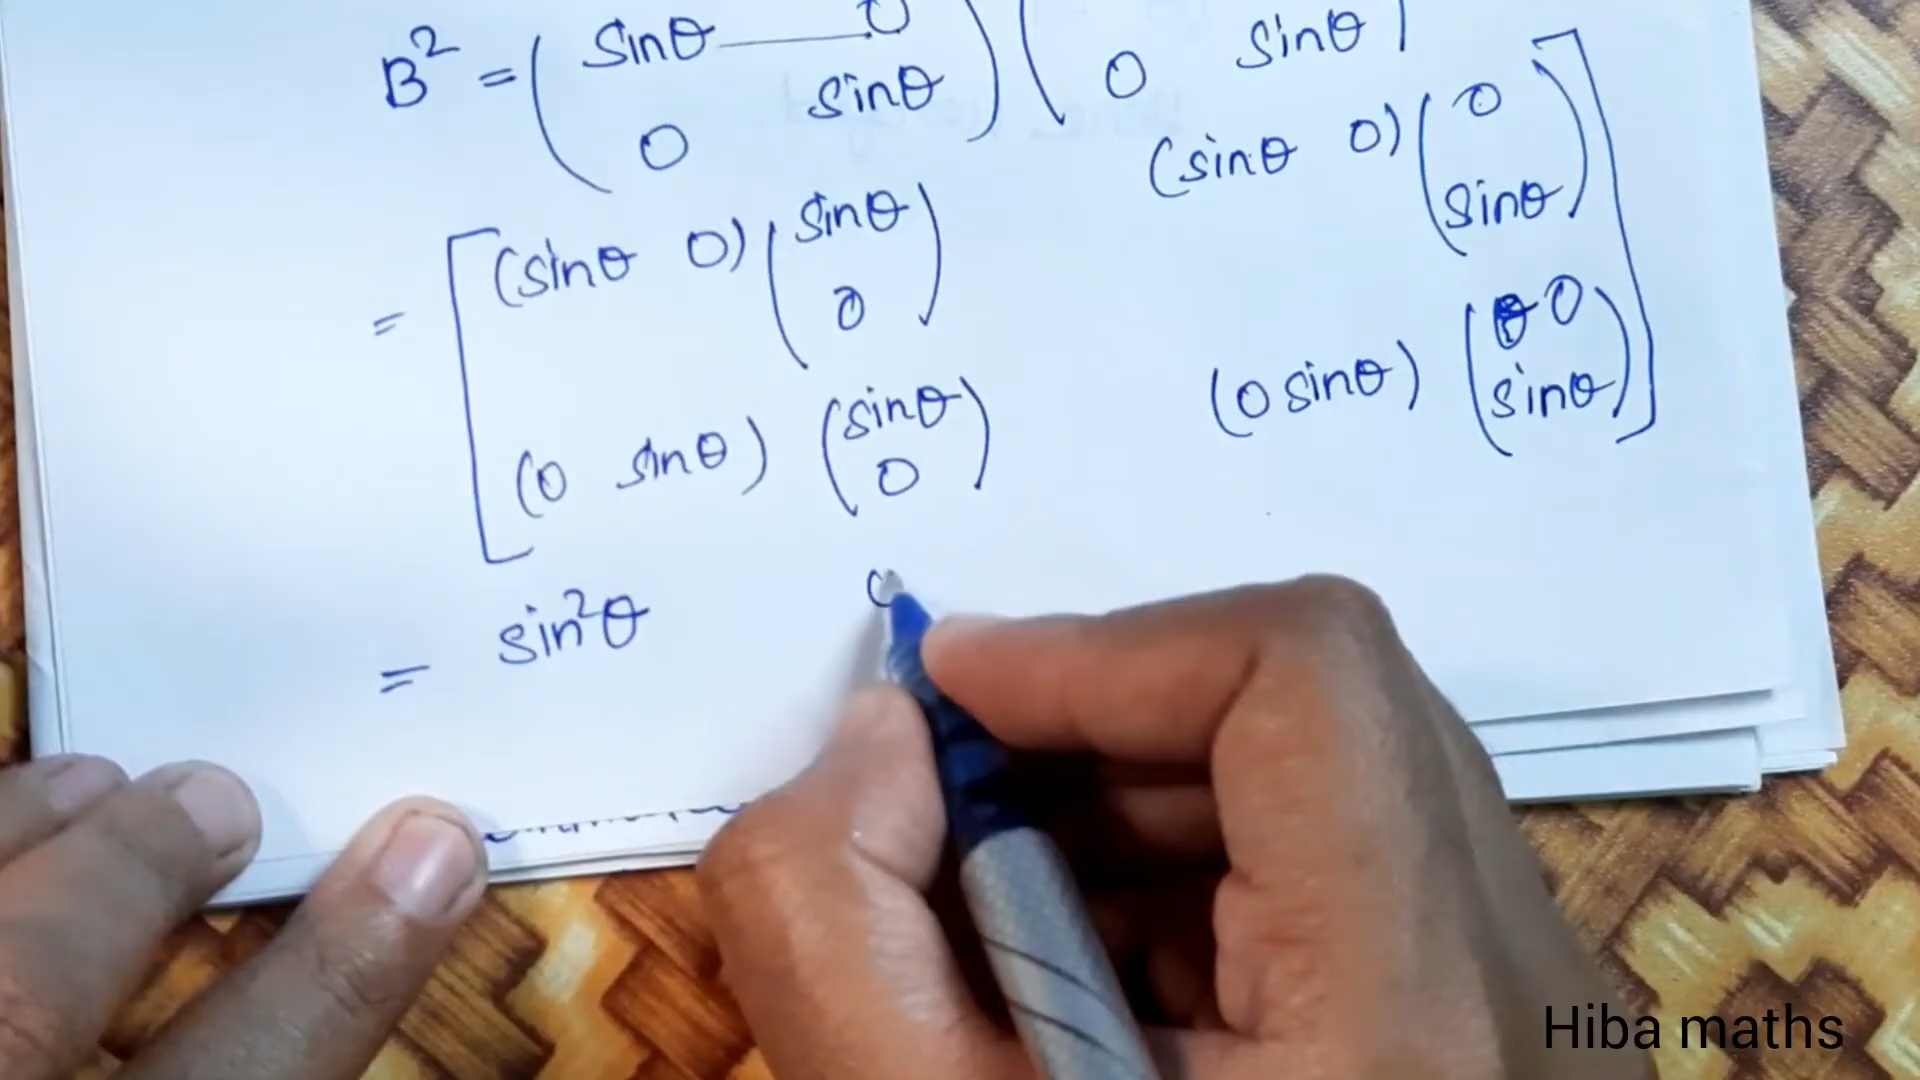 B² = ( sinθ 0 ) (
0 sinθ 0 sinθ
= [ (sinθ 0) ( sinθ 0 ) (sinθ 0) ( 0 sinθ )
(0 sinθ) ( sinθ 0 ) (0 sinθ) ( 0 sinθ ) ]
= sin²θ
Hiba maths